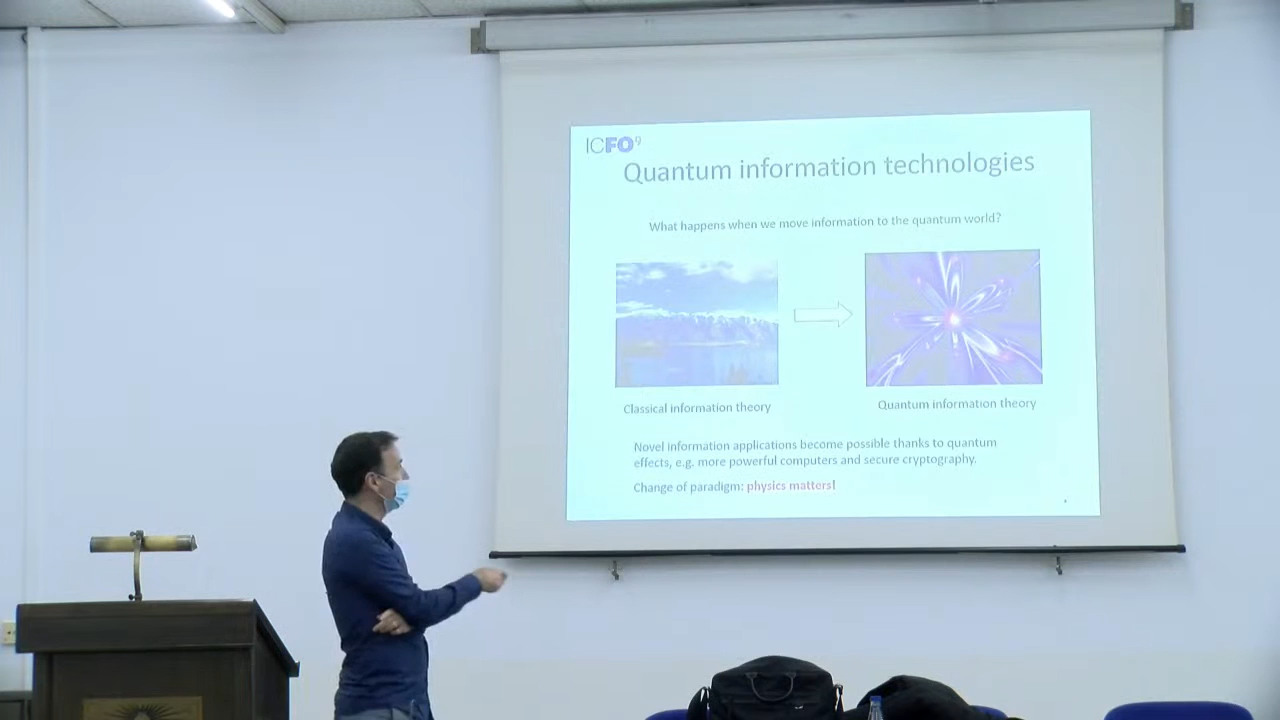 ICFO
Quantum information technologies
What happens when we move information to the quantum world?
Classical information theory
Quantum information theory
Novel information applications become possible thanks to quantum
effects, e.g. more powerful computers and secure cryptography.
Change of paradigm: physics matters!